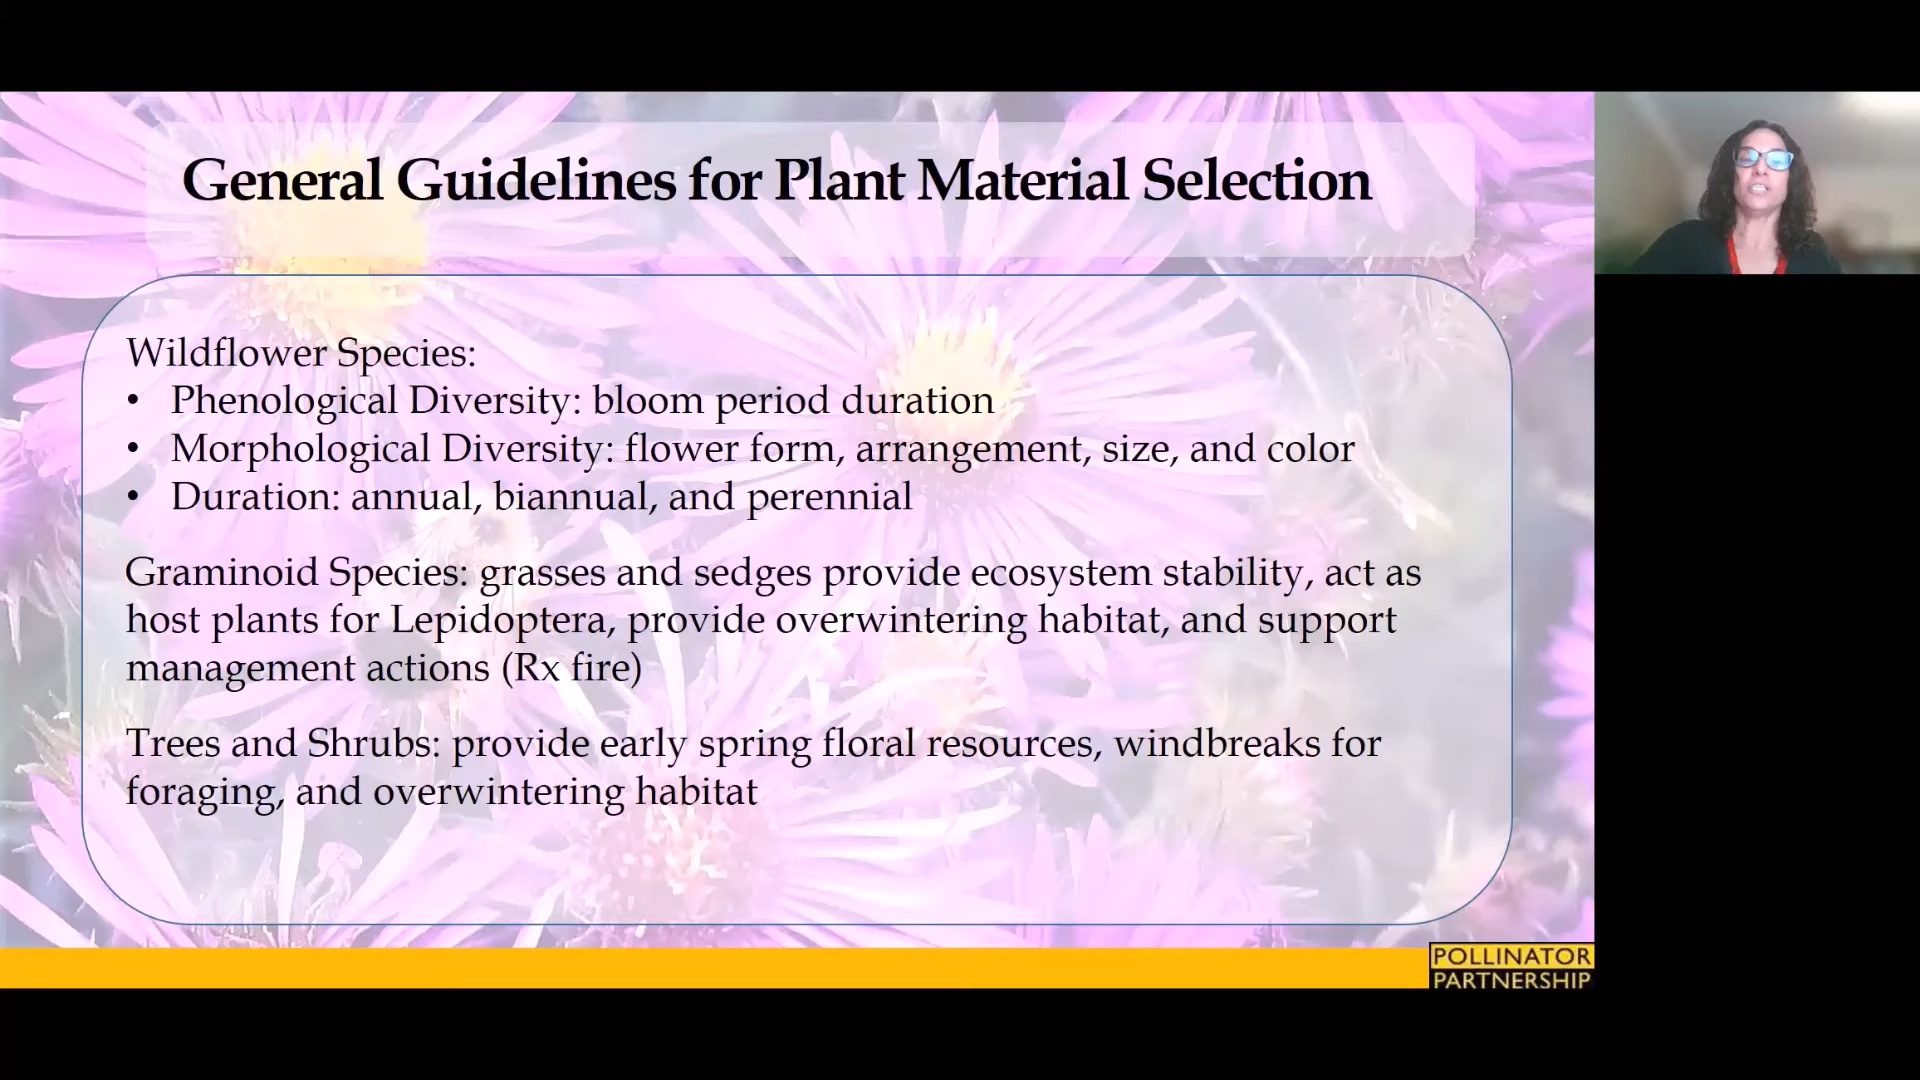 General Guidelines for Plant Material Selection
Wildflower Species:
• Phenological Diversity: bloom period duration
• Morphological Diversity: flower form, arrangement, size, and color
• Duration: annual, biannual, and perennial
Graminoid Species: grasses and sedges provide ecosystem stability, act as
host plants for Lepidoptera, provide overwintering habitat, and support
management actions (Rx fire)
Trees and Shrubs: provide early spring floral resources, windbreaks for
foraging, and overwintering habitat
POLLINATOR
PARTNERSHIP